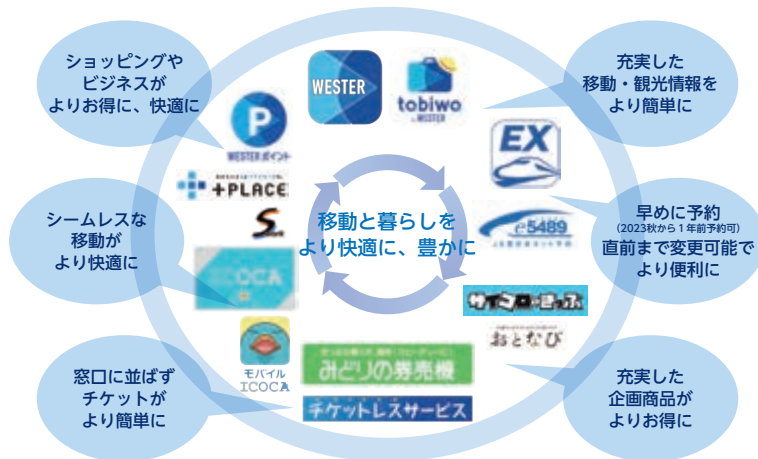 ショッピングや
ビジネスが
よりお得に、快適に
WESTER
tobiwo
by WESTER
充実した
移動・観光情報を
より簡単に
P
WESTERポイント
EX
+PLACE
シームレスな
移動が
より快適に
移動と暮らしを
より快適に、豊かに
e5489
早めに予約
(2023秋から1年前予約可)
直前まで変更可能で
より便利に
ICOCA
サイコロきっぷ
おとなび
モバイル
ICOCA
みどりの券売機
チケットレスサービス
窓口に並ばず
チケットが
より簡単に
充実した
企画商品が
よりお得に